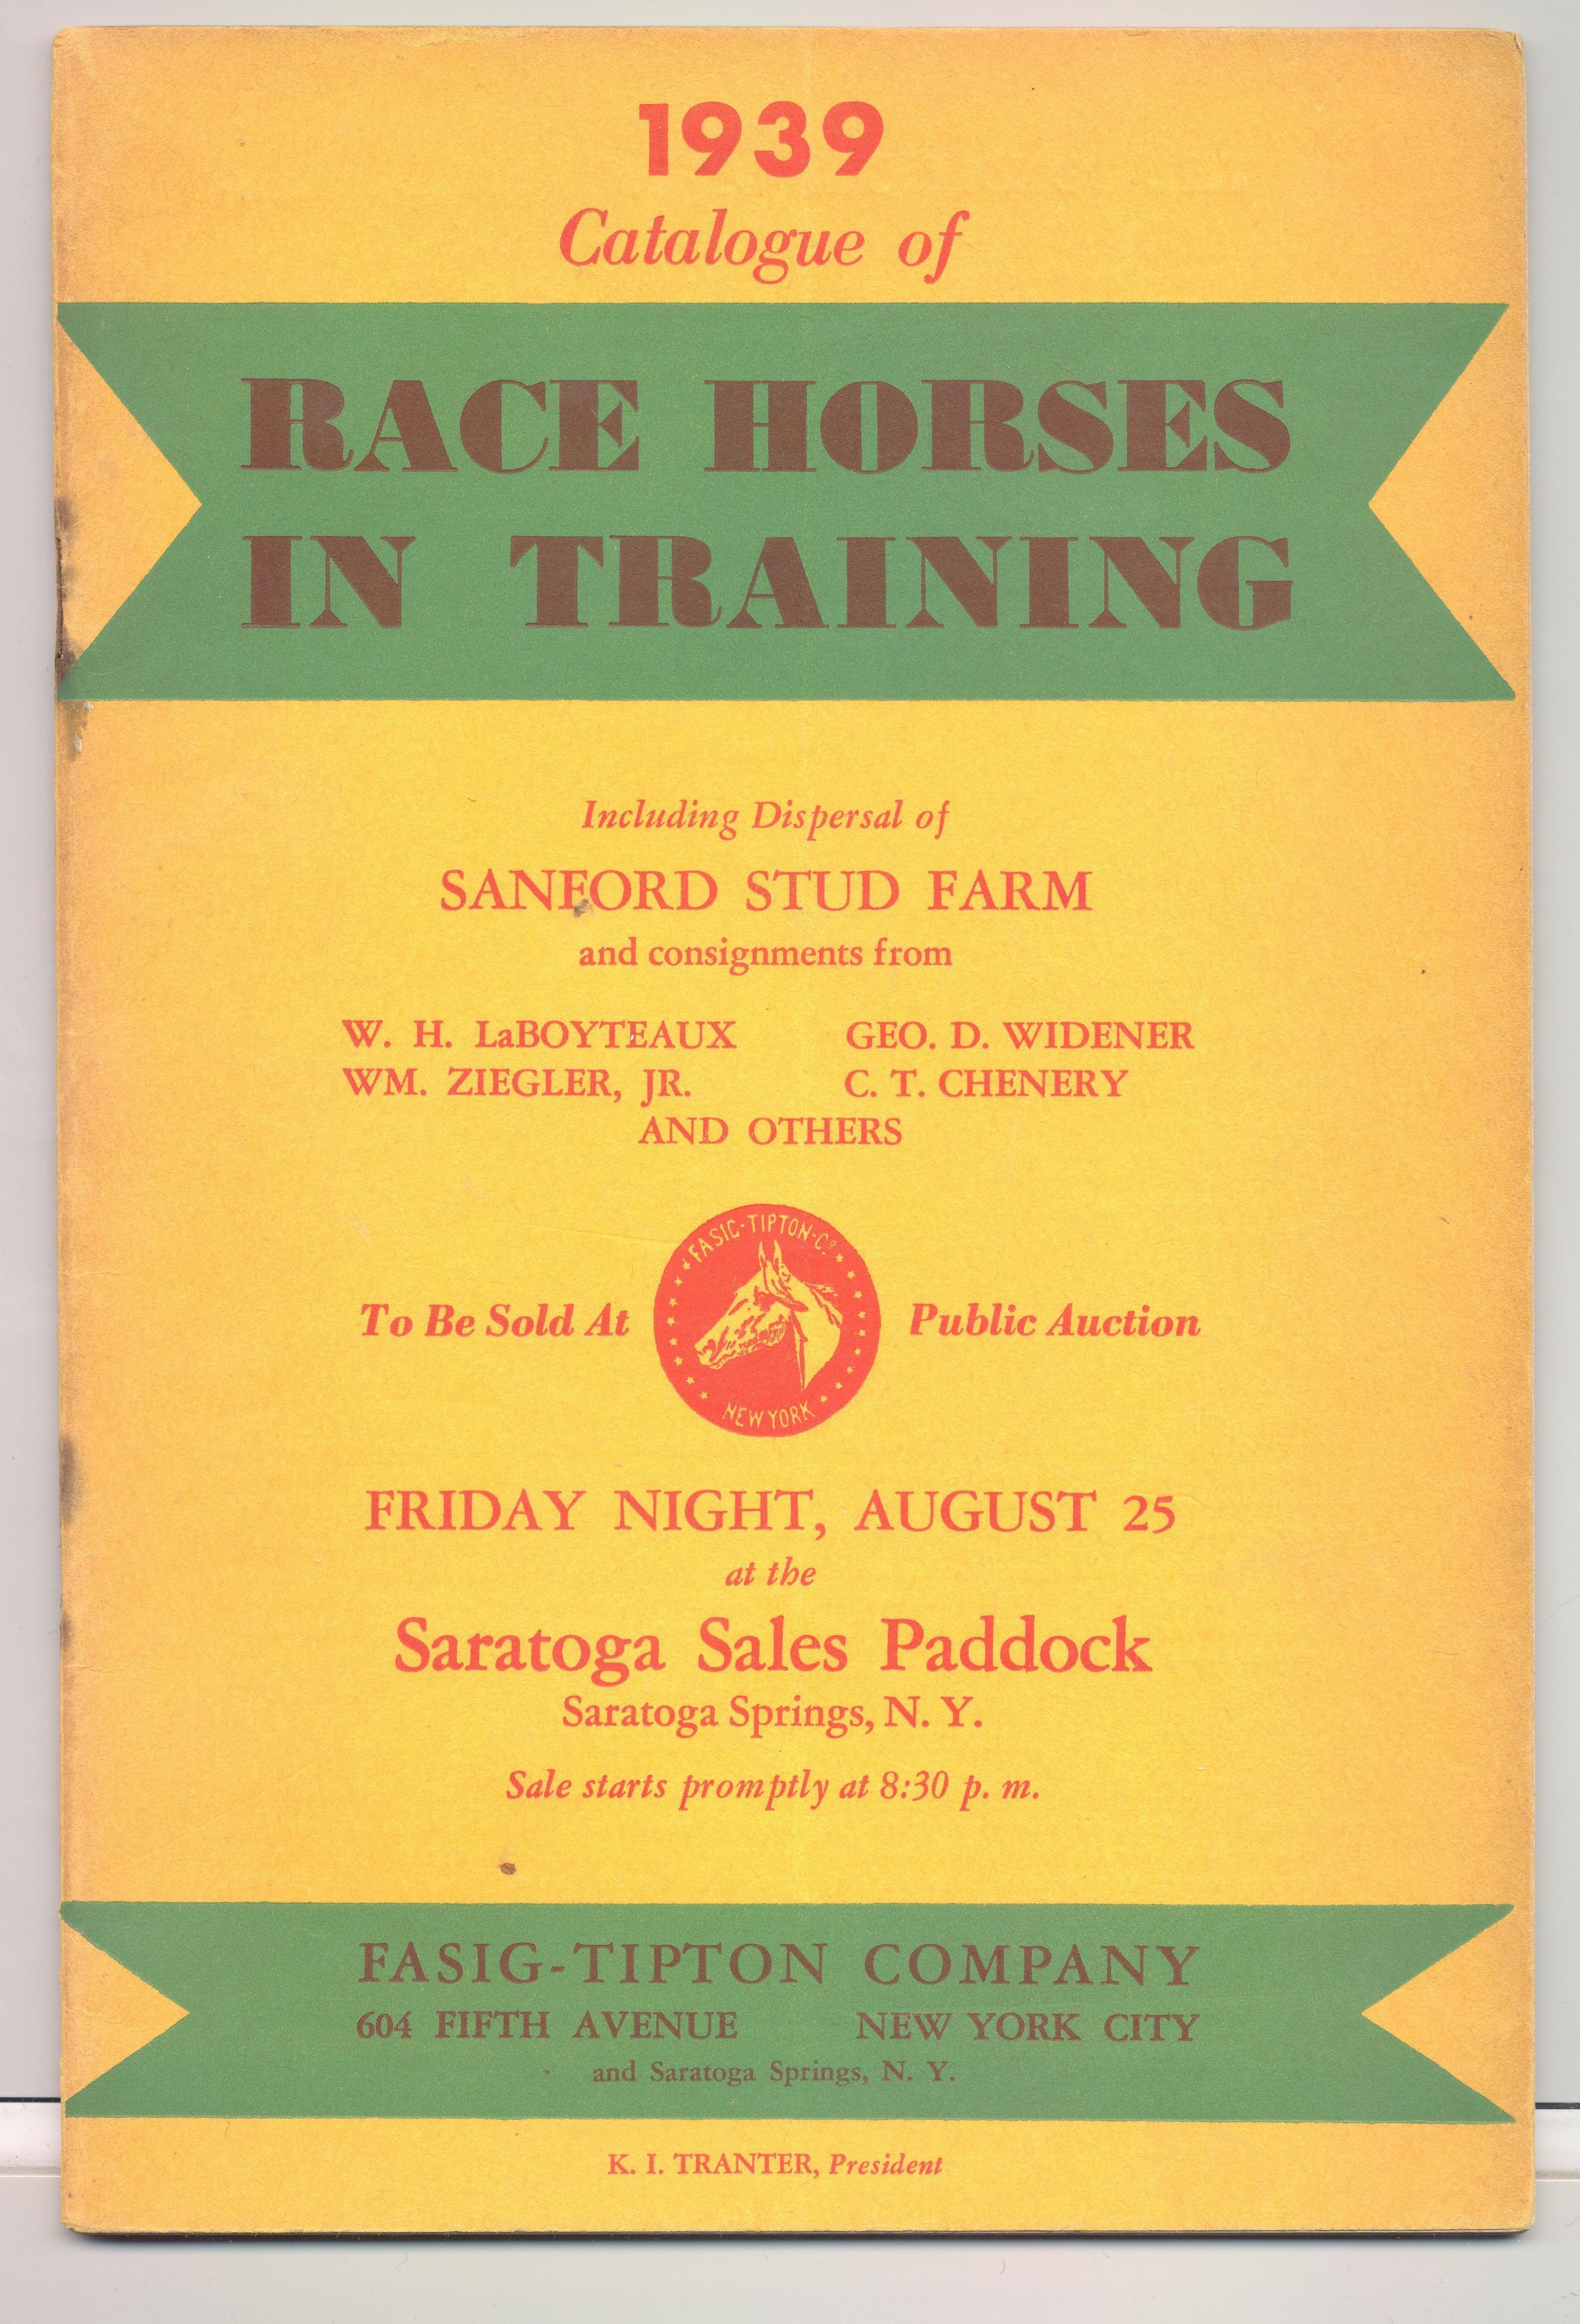 1939
Catalogue of
RACE HORSES
IN TRAINING
Including Dispersal of
SANFORD STUD FARM
and consignments from
W. H. LaBOYTEAUX GEO. D. WIDENER
WM. ZIEGLER, JR. C. T. CHENERY
AND OTHERS
FASIG-TIPTON-CO
To Be Sold At Public Auction
NEW YORK
FRIDAY NIGHT, AUGUST 25
at the
Saratoga Sales Paddock
Saratoga Springs, N. Y.
Sale starts promptly at 8:30 p. m.
FASIG-TIPTON COMPANY
604 FIFTH AVENUE NEW YORK CITY
and Saratoga Springs, N. Y.
K. I. TRANTER, President